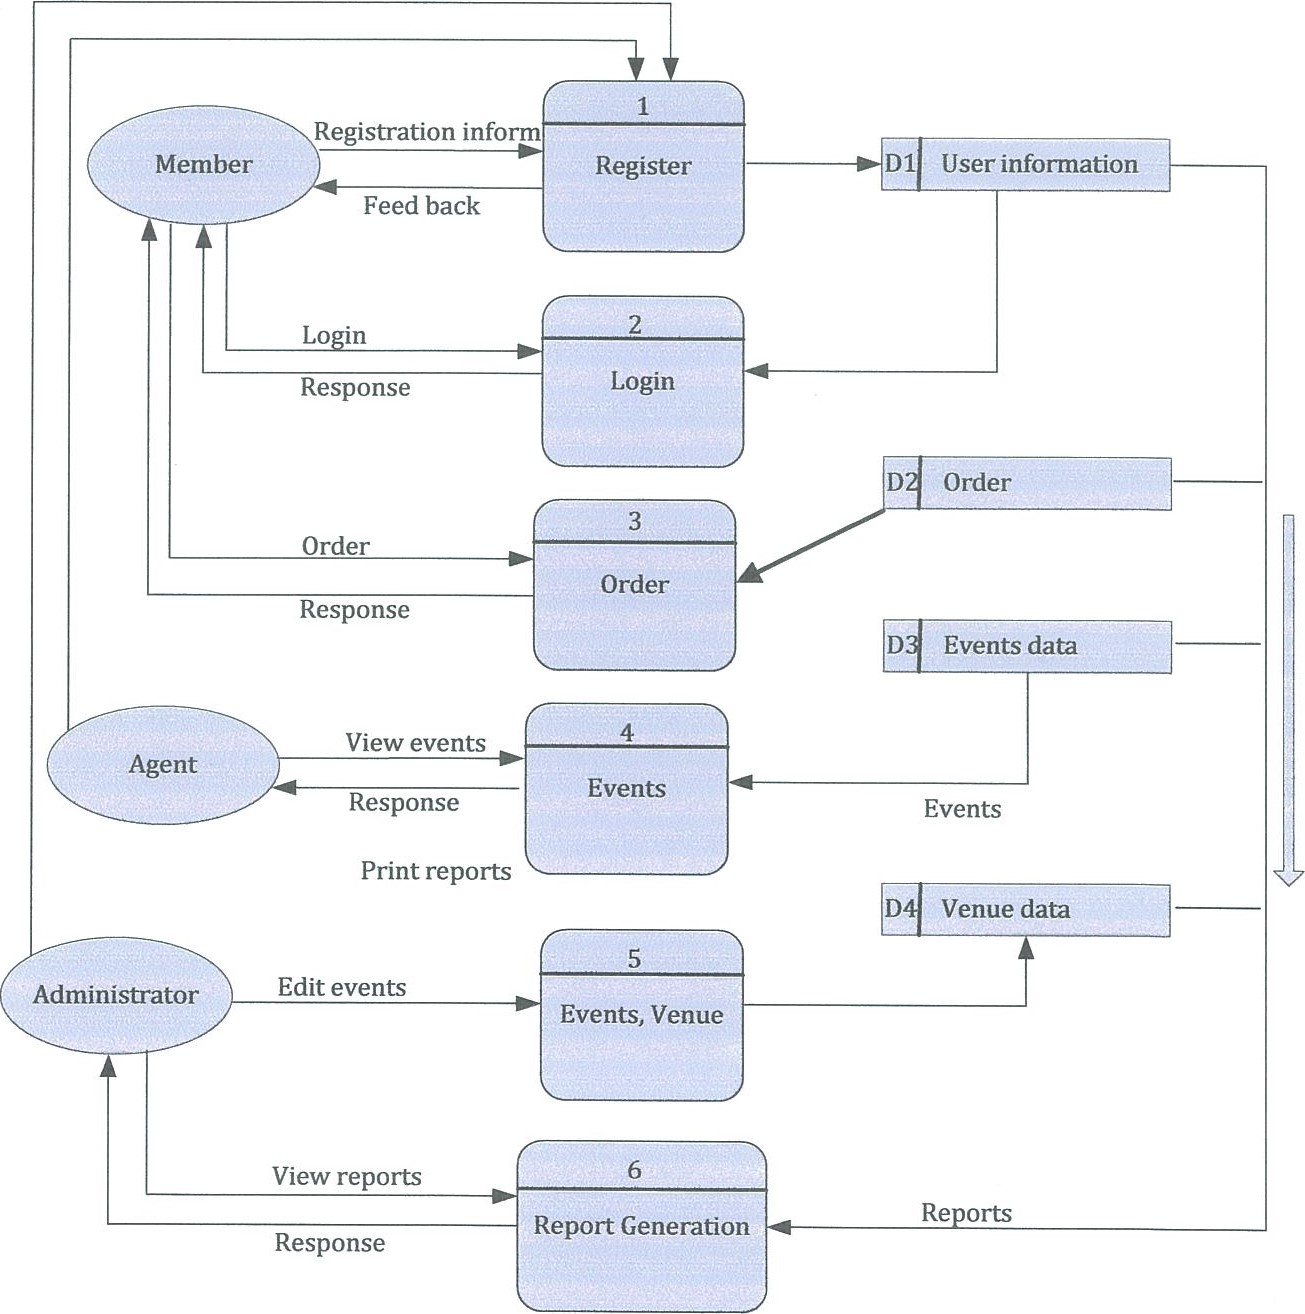 1
Registration inform
Member
Register
D1 User information
Feed back
2
Login
Login
Response
D2 Order
3
Order
Order
Response
D3 Events data
4
View events
Agent
Events
Response
Events
Print reports
D4 Venue data
5
Edit events
Administrator
Events, Venue
6
View reports
Report Generation
Reports
Response